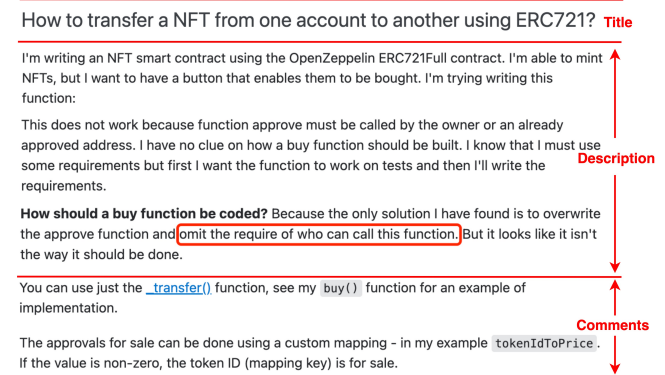 How to transfer a NFT from one account to another using ERC721? Title
I'm writing an NFT smart contract using the OpenZeppelin ERC721Full contract. I'm able to mint
NFTs, but I want to have a button that enables them to be bought. I'm trying writing this
function:
This does not work because function approve must be called by the owner or an already
approved address. I have no clue on how a buy function should be built. I know that I must use
some requirements but first I want the function to work on tests and then I'll write the
requirements.
Description
How should a buy function be coded? Because the only solution I have found is to overwrite
the approve function and omit the require of who can call this function. But it looks like it isn't
the way it should be done.
You can use just the _transfer() function, see my buy() function for an example of
implementation.
Comments
The approvals for sale can be done using a custom mapping - in my example tokenIdToPrice.
If the value is non-zero, the token ID (mapping key) is for sale.